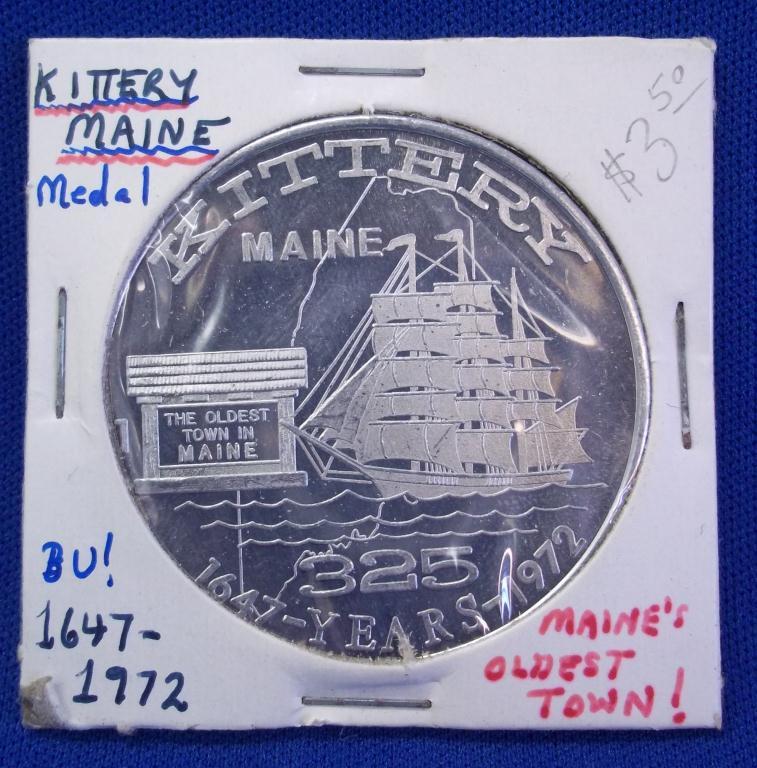 KITTERY
MAINE
Medal
$3 50
KITTERY
MAINE
THE OLDEST
TOWN IN
MAINE
325
1647-YEARS-1972
BU!
1647-
1972
MAINE'S
OLDEST
TOWN!